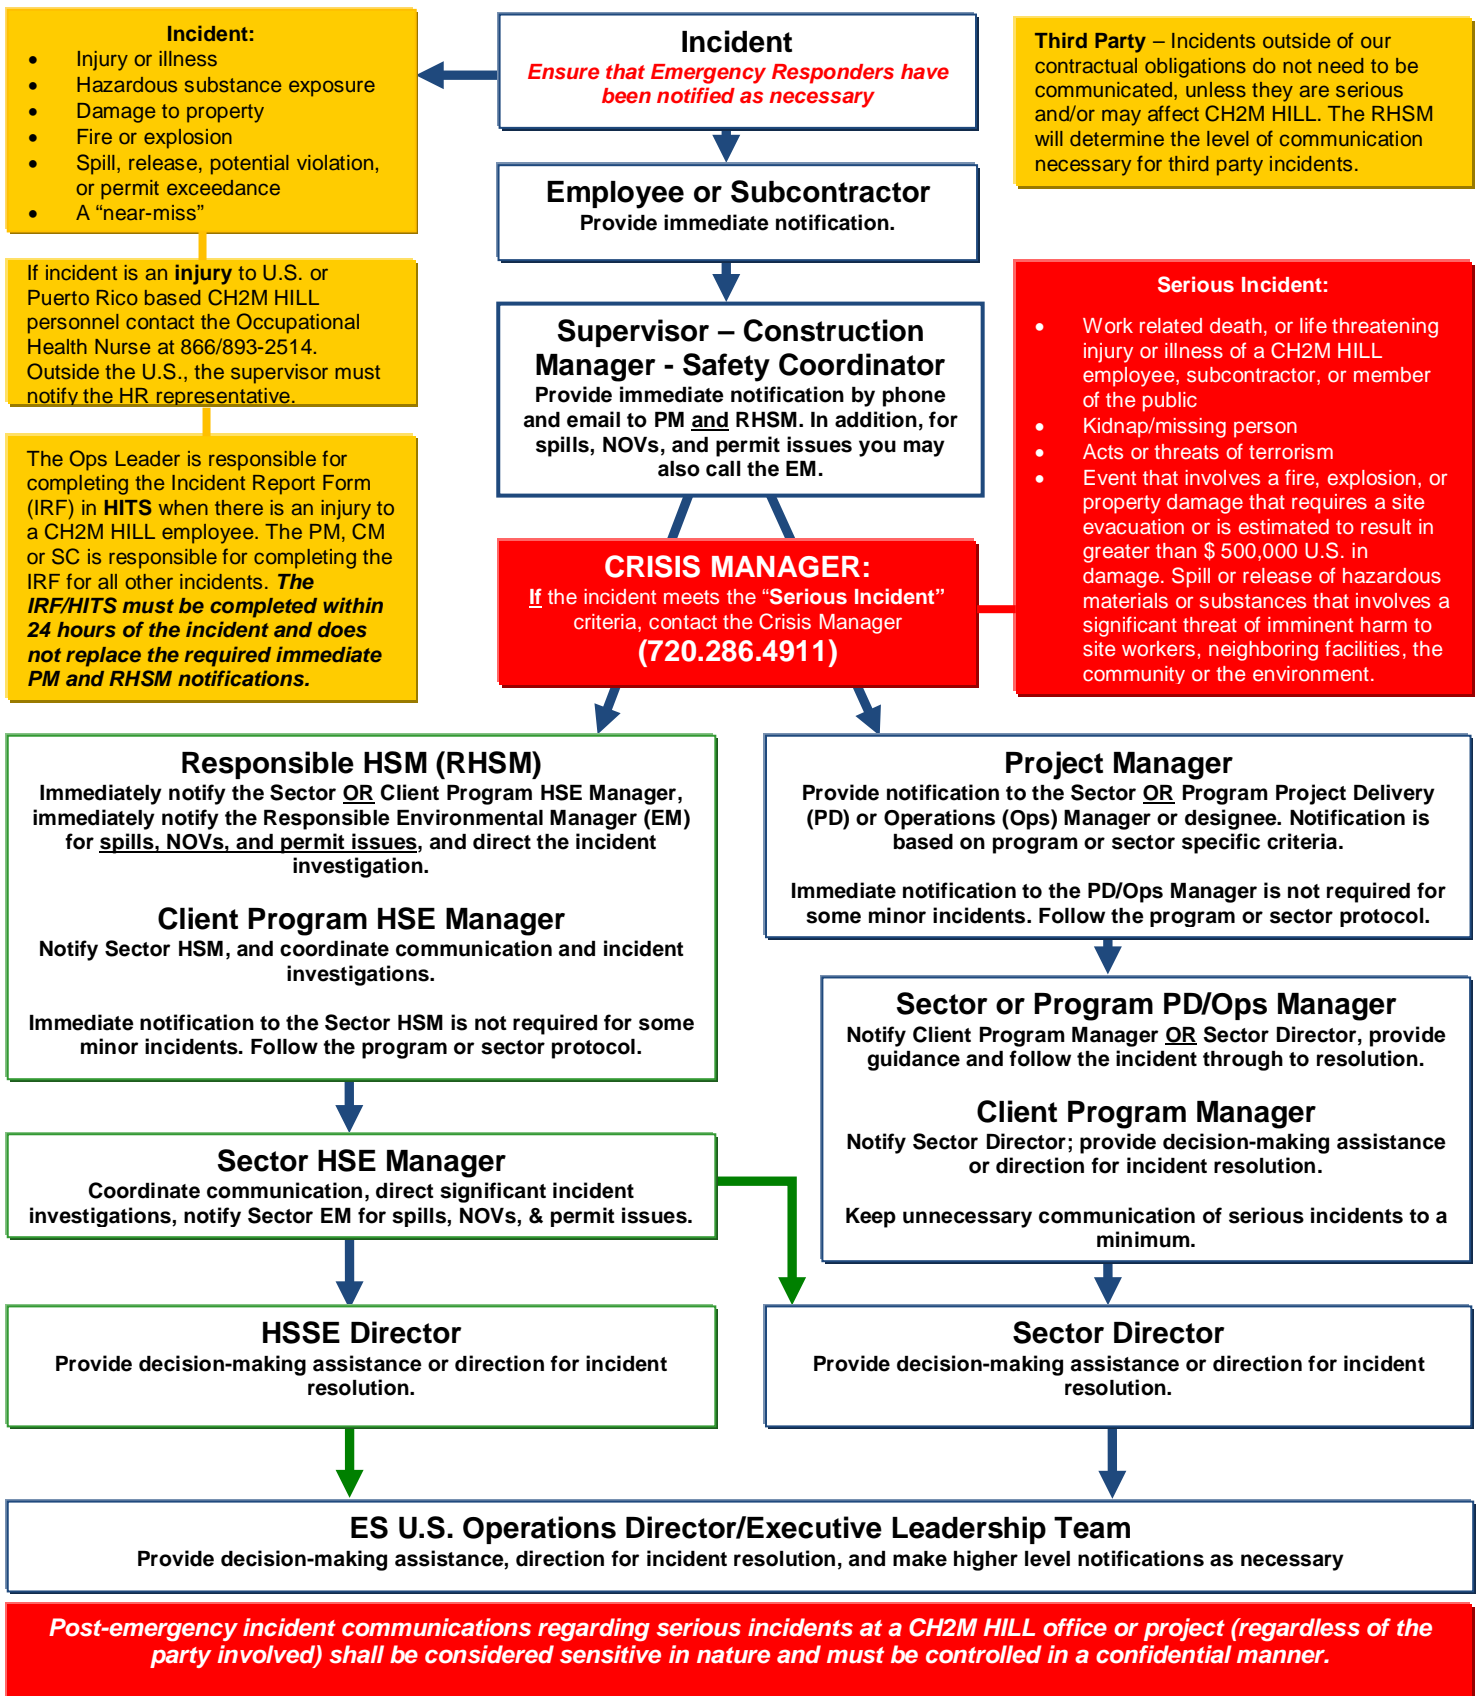 Incident:
• Injury or illness
• Hazardous substance exposure
• Damage to property
• Fire or explosion
• Spill, release, potential violation,
or permit exceedance
• A “near-miss”
Incident
Ensure that Emergency Responders have
been notified as necessary
Third Party – Incidents outside of our
contractual obligations do not need to be
communicated, unless they are serious
and/or may affect CH2M HILL. The RHSM
will determine the level of communication
necessary for third party incidents.
Employee or Subcontractor
Provide immediate notification.
If incident is an injury to U.S. or
Puerto Rico based CH2M HILL
personnel contact the Occupational
Health Nurse at 866/893-2514.
Outside the U.S., the supervisor must
notify the HR representative.
Supervisor – Construction
Manager - Safety Coordinator
Provide immediate notification by phone
and email to PM and RHSM. In addition, for
spills, NOVs, and permit issues you may
also call the EM.
Serious Incident:
• Work related death, or life threatening
injury or illness of a CH2M HILL
employee, subcontractor, or member
of the public
• Kidnap/missing person
• Acts or threats of terrorism
• Event that involves a fire, explosion, or
property damage that requires a site
evacuation or is estimated to result in
greater than $ 500,000 U.S. in
damage. Spill or release of hazardous
materials or substances that involves a
significant threat of imminent harm to
site workers, neighboring facilities, the
community or the environment.
The Ops Leader is responsible for
completing the Incident Report Form
(IRF) in HITS when there is an injury to
a CH2M HILL employee. The PM, CM
or SC is responsible for completing the
IRF for all other incidents. The
IRF/HITS must be completed within
24 hours of the incident and does
not replace the required immediate
PM and RHSM notifications.
CRISIS MANAGER:
If the incident meets the “Serious Incident”
criteria, contact the Crisis Manager
(720.286.4911)
Responsible HSM (RHSM)
Immediately notify the Sector OR Client Program HSE Manager,
immediately notify the Responsible Environmental Manager (EM)
for spills, NOVs, and permit issues, and direct the incident
investigation.
Client Program HSE Manager
Notify Sector HSM, and coordinate communication and incident
investigations.
Immediate notification to the Sector HSM is not required for some
minor incidents. Follow the program or sector protocol.
Project Manager
Provide notification to the Sector OR Program Project Delivery
(PD) or Operations (Ops) Manager or designee. Notification is
based on program or sector specific criteria.
Immediate notification to the PD/Ops Manager is not required for
some minor incidents. Follow the program or sector protocol.
Sector or Program PD/Ops Manager
Notify Client Program Manager OR Sector Director, provide
guidance and follow the incident through to resolution.
Client Program Manager
Notify Sector Director; provide decision-making assistance
or direction for incident resolution.
Keep unnecessary communication of serious incidents to a
minimum.
Sector HSE Manager
Coordinate communication, direct significant incident
investigations, notify Sector EM for spills, NOVs, & permit issues.
HSSE Director
Provide decision-making assistance or direction for incident
resolution.
Sector Director
Provide decision-making assistance or direction for incident
resolution.
ES U.S. Operations Director/Executive Leadership Team
Provide decision-making assistance, direction for incident resolution, and make higher level notifications as necessary
Post-emergency incident communications regarding serious incidents at a CH2M HILL office or project (regardless of the
party involved) shall be considered sensitive in nature and must be controlled in a confidential manner.